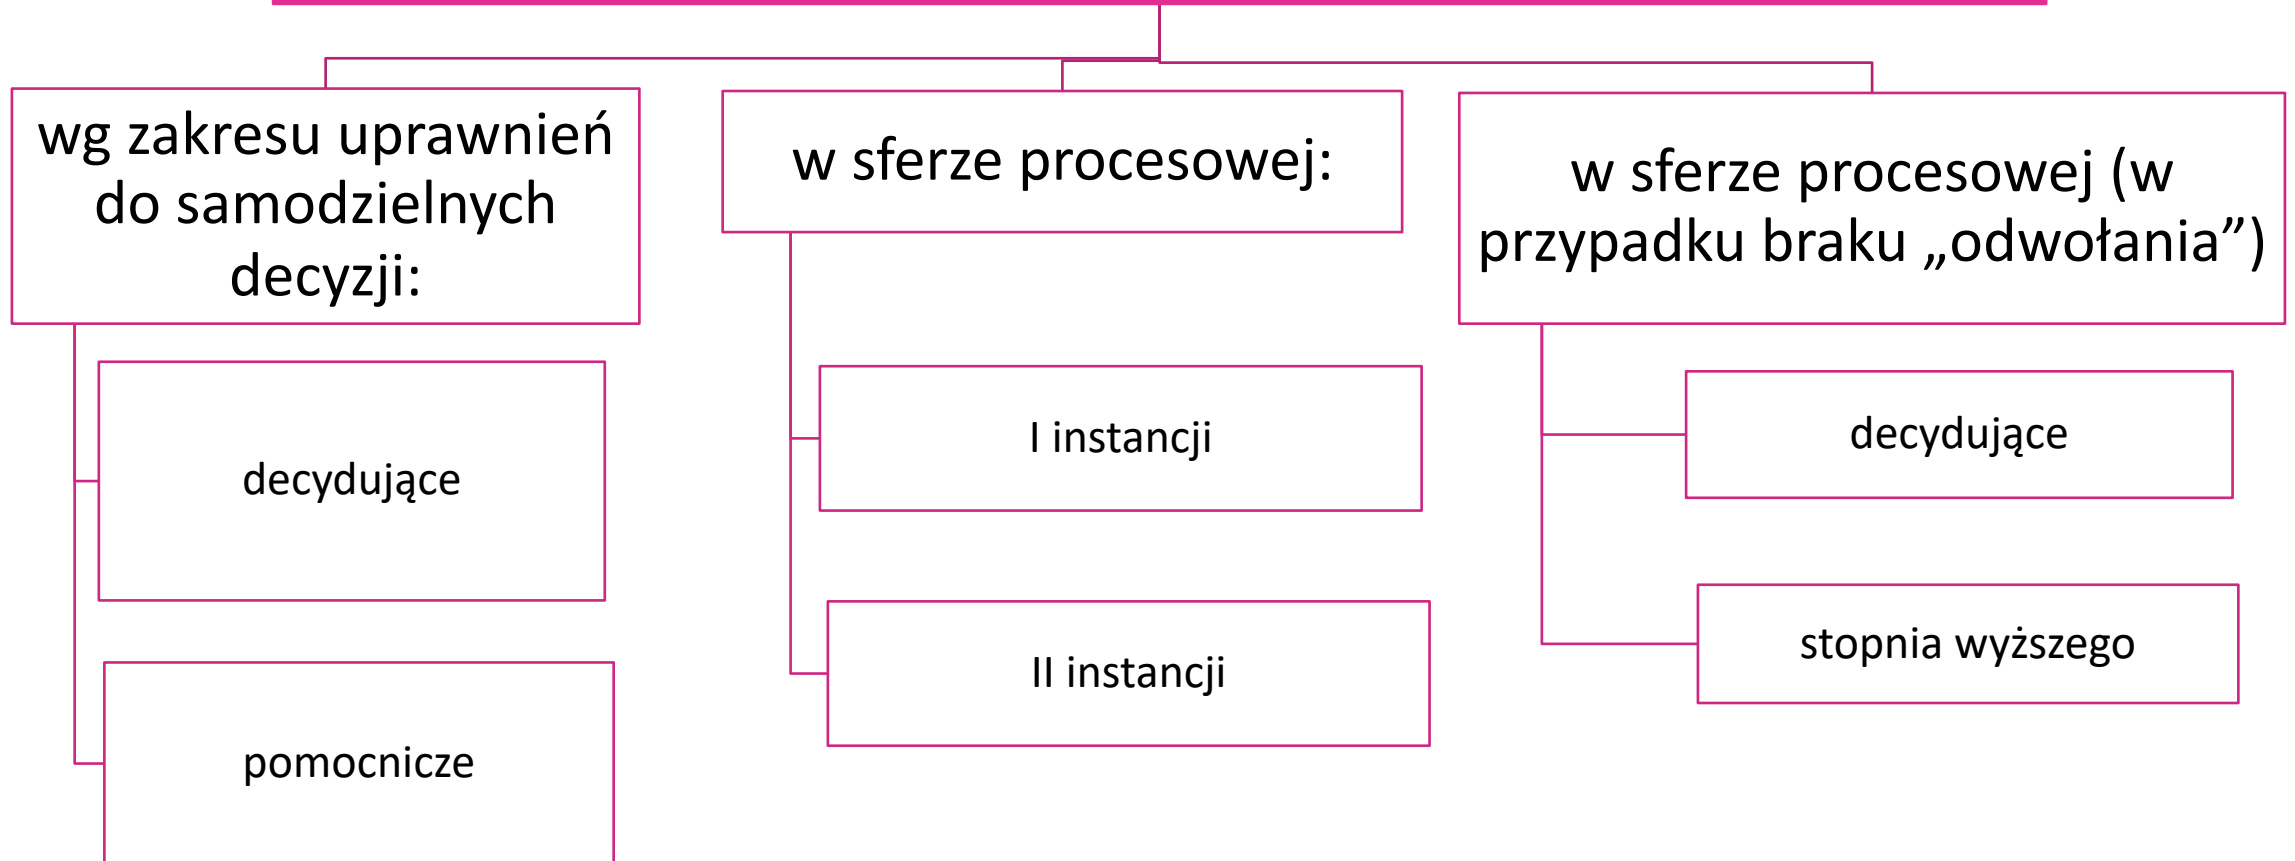 wg zakresu uprawnień
do samodzielnych
decyzji:
decydujące
pomocnicze
w sferze procesowej:
I instancji
II instancji
w sferze procesowej (w
przypadku braku „odwołania”)
decydujące
stopnia wyższego